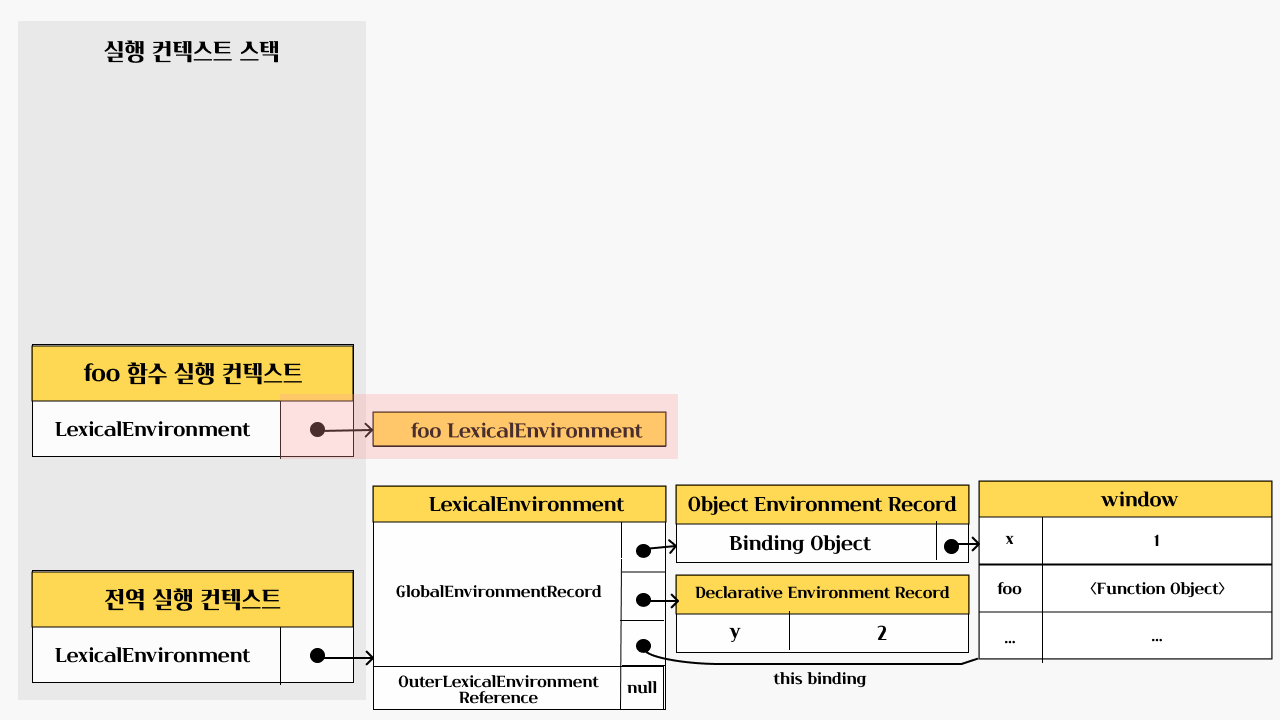 실행 컨텍스트 스택
foo 함수 실행 컨텍스트
LexicalEnvironment
foo LexicalEnvironment
전역 실행 컨텍스트
LexicalEnvironment
LexicalEnvironment
GlobalEnvironmentRecord
OuterLexicalEnvironment
Reference
null
Object Environment Record
Binding Object
Declarative Environment Record
y 2
this binding
window
x 1
foo 〈Function Object〉
... ...